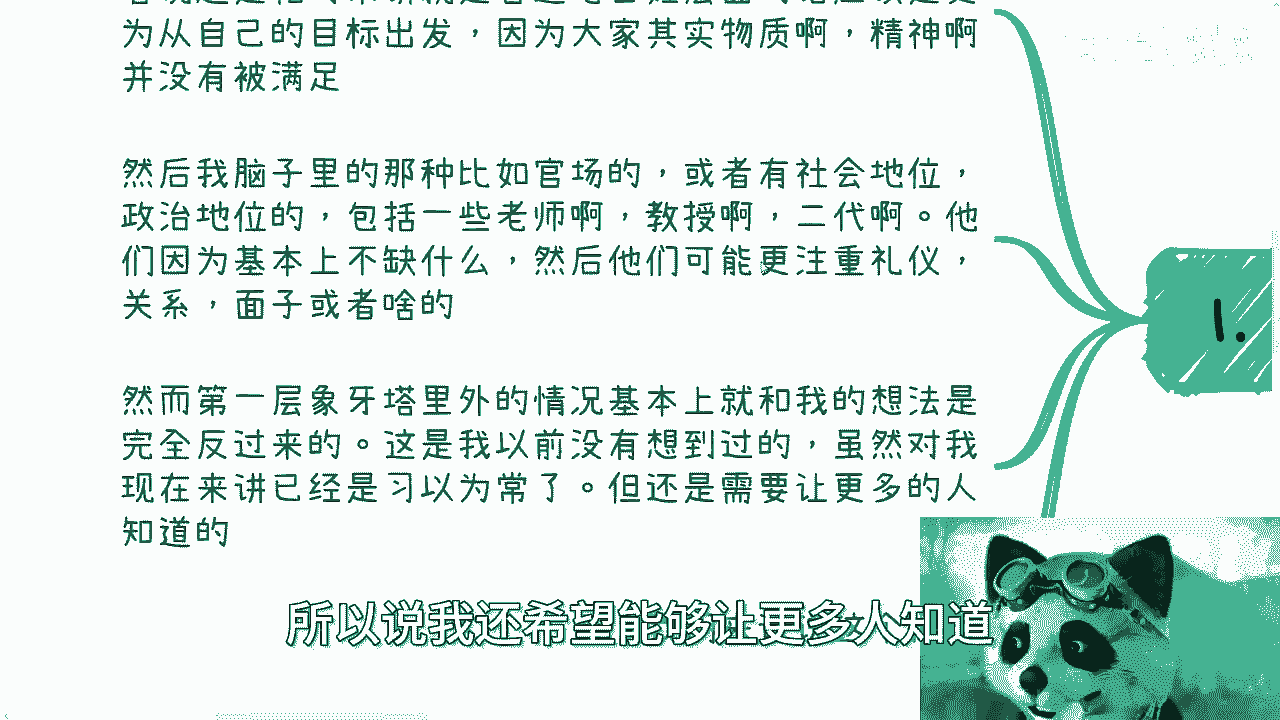 为从自己的目标出发，因为大家其实物质啊，精神啊
并没有被满足
然后我脑子里的那种比如官场的，或者有社会地位，
政治地位的，包括一些老师啊，教授啊，二代啊。他
们因为基本上不缺什么，然后他们可能更注重礼仪，
关系，面子或者啥的
然而第一层象牙塔里外的情况基本上就和我的想法是
完全反过来的。这是我以前没有想到过的，虽然对我
现在来讲已经是习以为常了。但还是需要让更多的人
知道的
1.
所以说我还希望能够让更多人知道